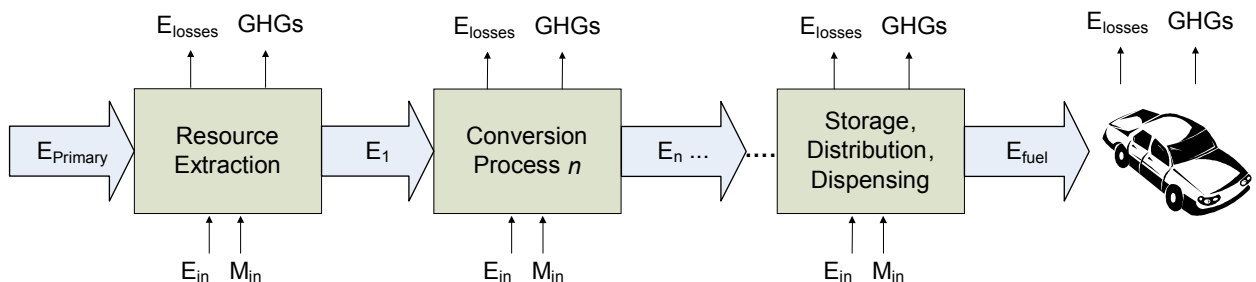 E_losses GHGs E_losses GHGs E_losses GHGs E_losses GHGs
E_Primary
Resource
Extraction
E_1
Conversion
Process n
E_n ...
....
Storage,
Distribution,
Dispensing
E_fuel
E_in M_in E_in M_in E_in M_in